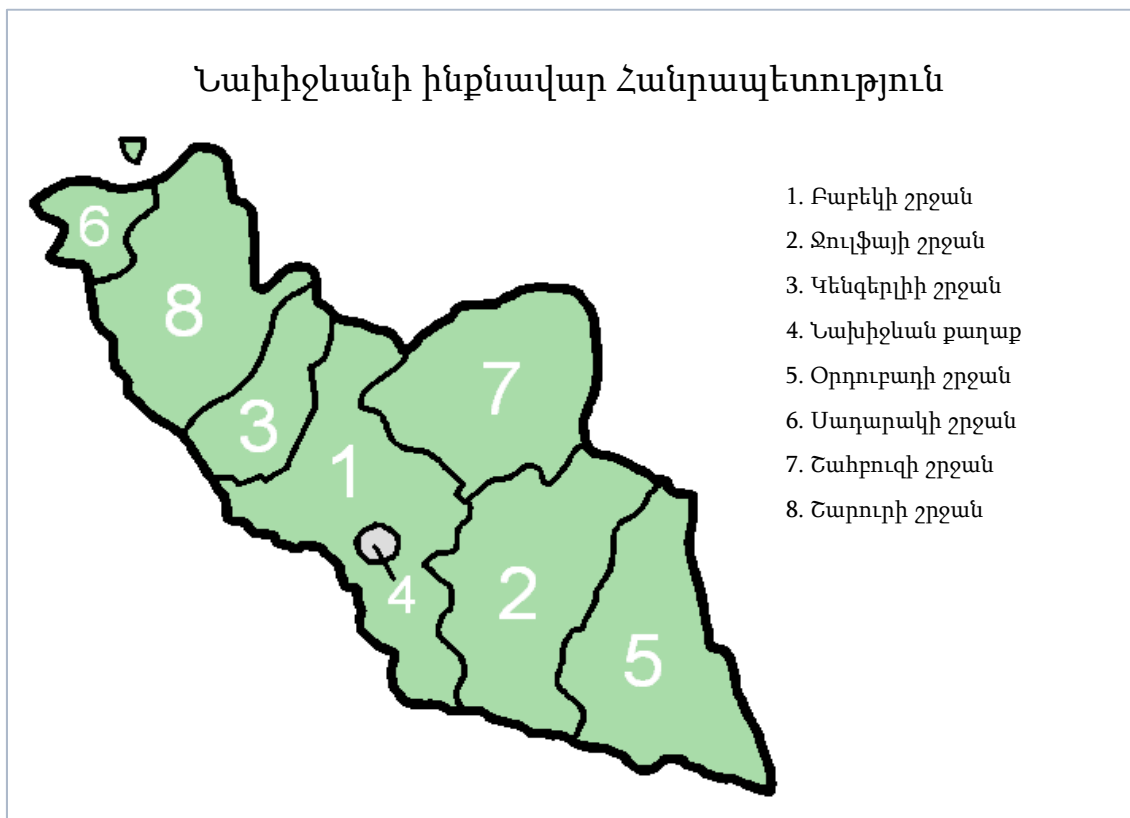 Նախիջևանի ինքնավար Հանրապետություն
1. Բաբեկի շրջան
2. Ջուլֆայի շրջան
3. Կենգերլիի շրջան
4. Նախիջևան քաղաք
5. Օրդուբադի շրջան
6. Սադարակի շրջան
7. Շահբուզի շրջան
8. Շարուրի շրջան
6
8
7
3
1
4
2
5